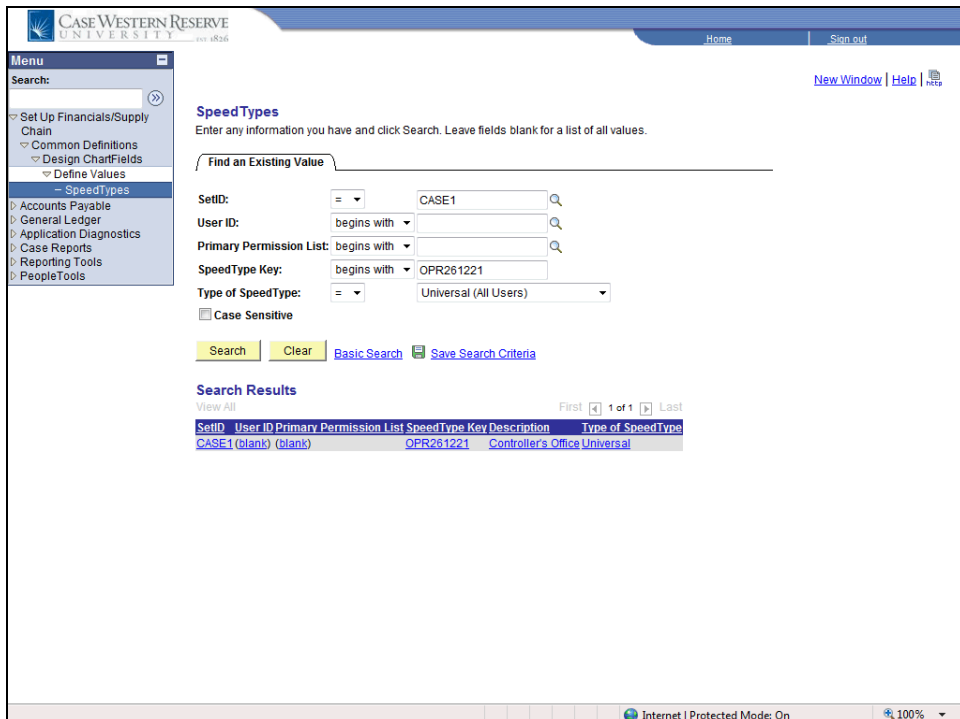 CASE WESTERN RESERVE
UNIVERSITY EST 1826
Home
Sign out
Menu
Search:
New Window | Help | http
Set Up Financials/Supply
Chain
Common Definitions
Design ChartFields
Define Values
– SpeedTypes
Accounts Payable
General Ledger
Application Diagnostics
Case Reports
Reporting Tools
PeopleTools
SpeedTypes
Enter any information you have and click Search. Leave fields blank for a list of all values.
Find an Existing Value
SetID: = CASE1
User ID: begins with
Primary Permission List: begins with
SpeedType Key: begins with OPR261221
Type of SpeedType: = Universal (All Users)
Case Sensitive
Search Clear Basic Search Save Search Criteria
Search Results
View All First 1 of 1 Last
SetID User ID Primary Permission List SpeedType Key Description Type of SpeedType
CASE1 (blank) (blank) OPR261221 Controller's Office Universal
Internet | Protected Mode: On 100%